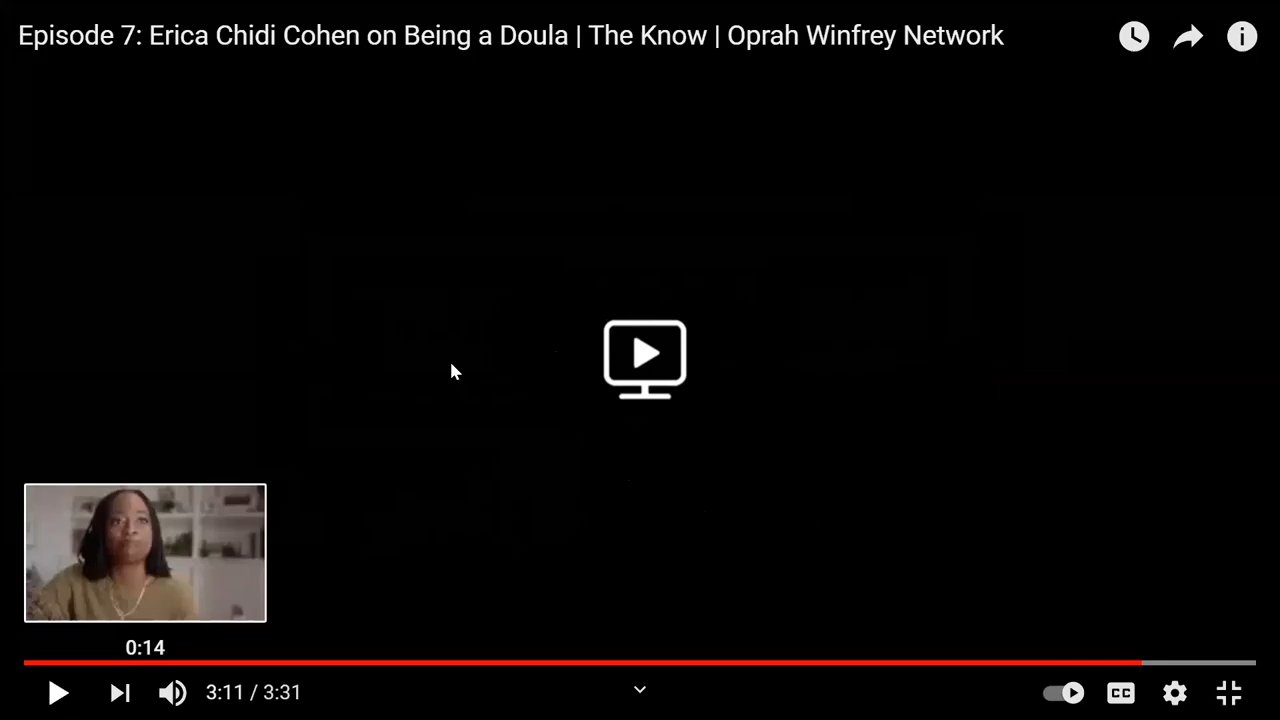 Episode 7: Erica Chidi Cohen on Being a Doula | The Know | Oprah Winfrey Network
0:14
3:11 / 3:31
CC